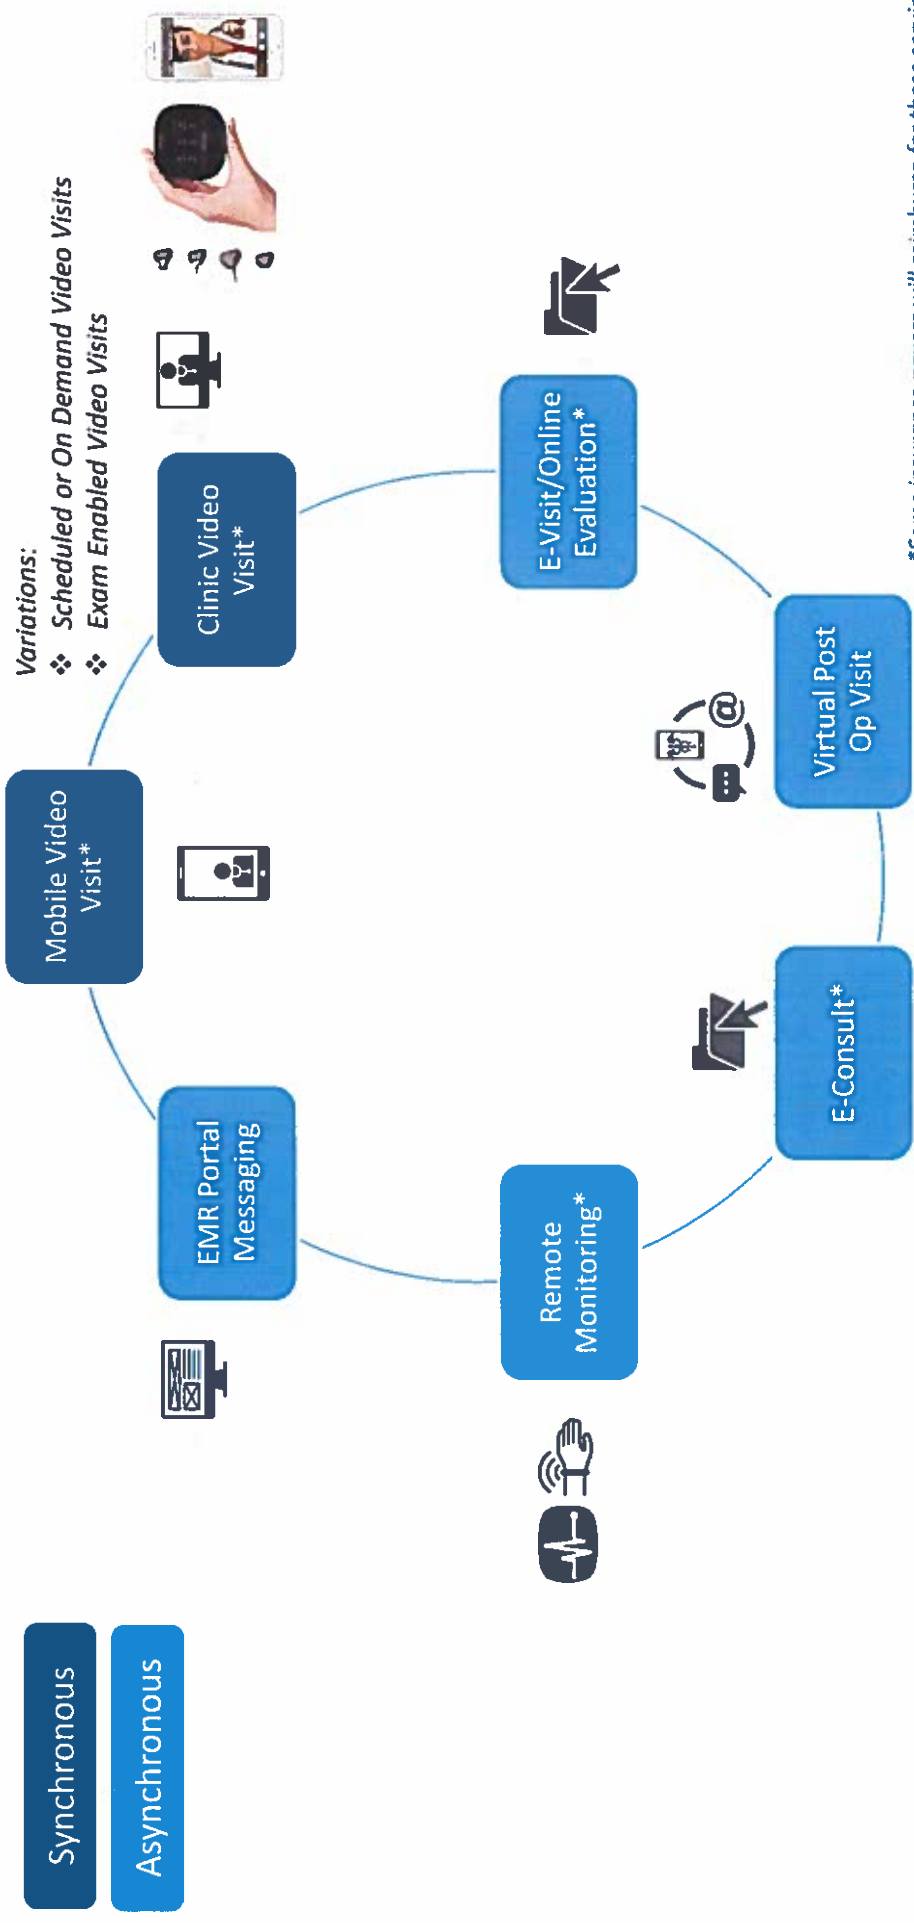 Synchronous
Asynchronous
Variations:
❖ Scheduled or On Demand Video Visits
❖ Exam Enabled Video Visits
Mobile Video
Visit*
Clinic Video
Visit*
E-Visit/Online
Evaluation*
Virtual Post
Op Visit
E-Consult*
Remote
Monitoring*
EMR Portal
Messaging
@